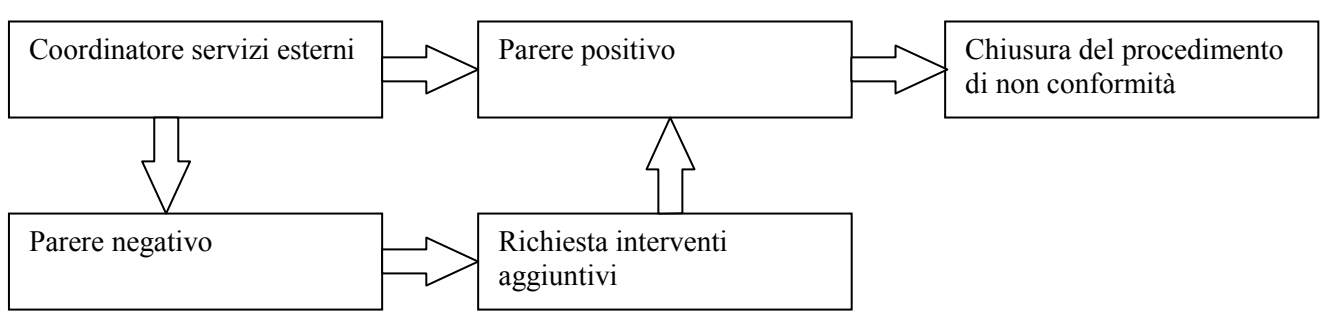 Coordinatore servizi esterni
Parere positivo
Chiusura del procedimento
di non conformità
Parere negativo
Richiesta interventi
aggiuntivi